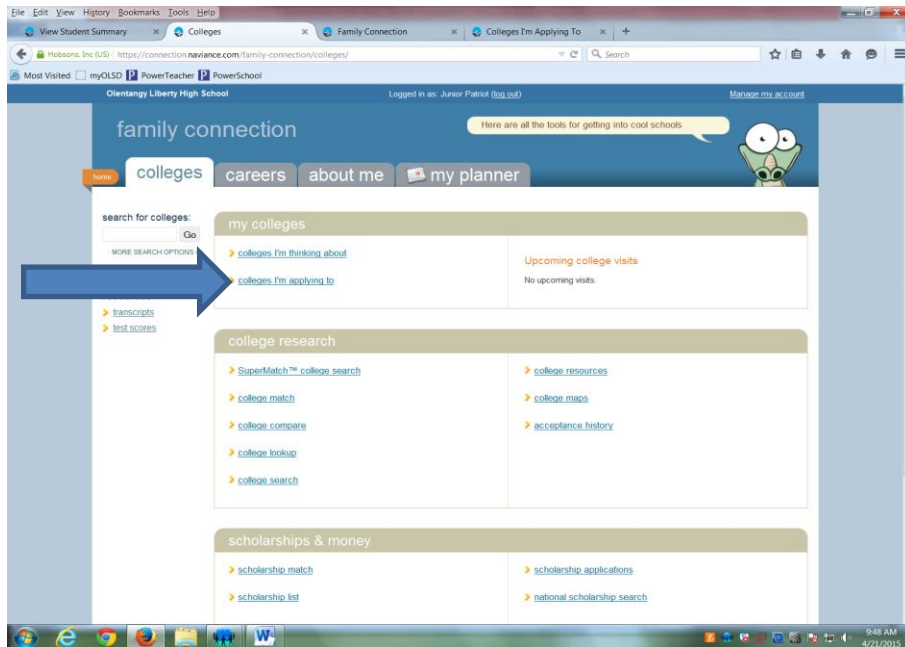 File Edit View History Bookmarks Tools Help
View Student Summary × Colleges × Family Connection × Colleges I'm Applying To × +
Hobsons, Inc (US) https://connection.naviance.com/family-connection/colleges/ Search
Most Visited myOLSD PowerTeacher PowerSchool
Olentangy Liberty High School Logged in as: Junior Patriot (log out) Manage my account
family connection
Here are all the tools for getting into cool schools
home colleges careers about me my planner
search for colleges:
Go
MORE SEARCH OPTIONS
transcripts
test scores
my colleges
colleges I'm thinking about
colleges I'm applying to
Upcoming college visits
No upcoming visits.
college research
SuperMatch™ college search
college match
college compare
college lookup
college search
college resources
college maps
acceptance history
scholarships & money
scholarship match
scholarship list
scholarship applications
national scholarship search
9:48 AM
4/21/2015